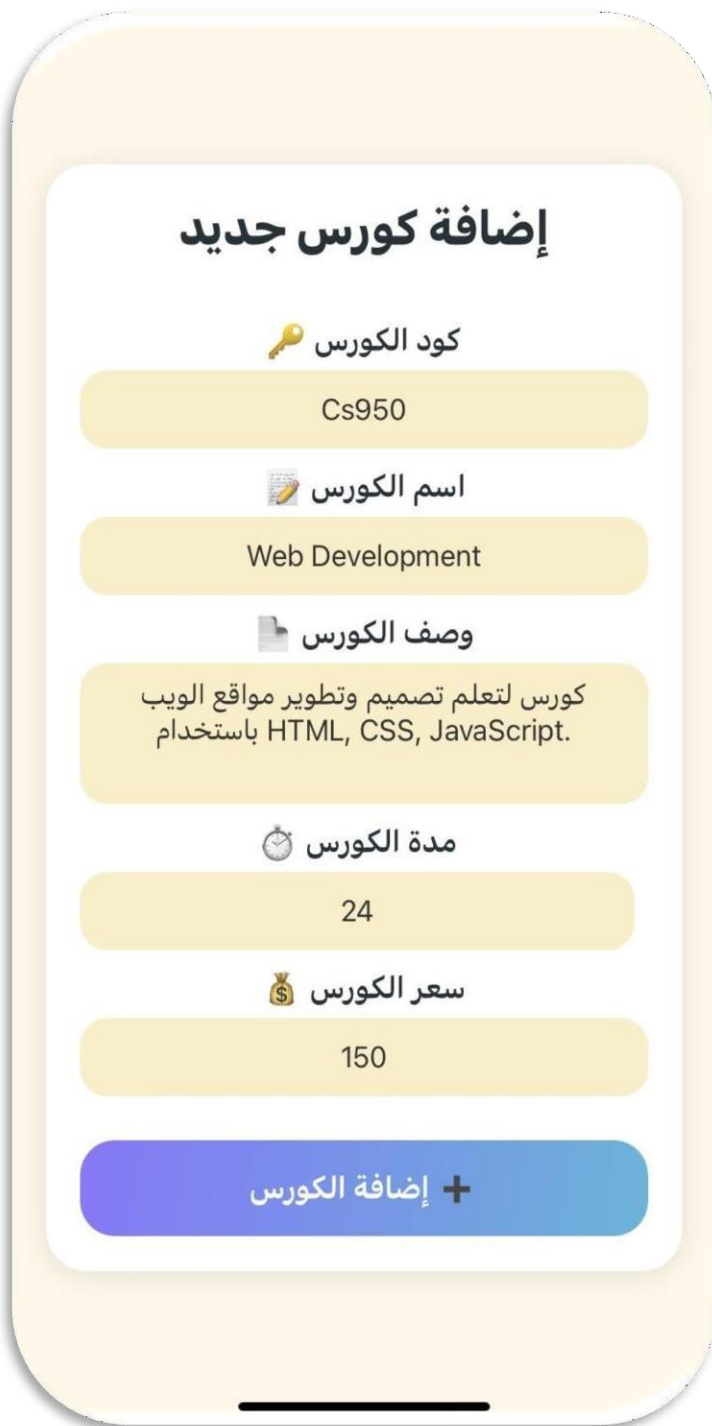 إضافة كورس جديد
كود الكورس 🔑
Cs950
اسم الكورس 📝
Web Development
وصف الكورس 📄
كورس لتعلم تصميم وتطوير مواقع الويب
باستخدام HTML, CSS, JavaScript.
مدة الكورس ⏱️
24
سعر الكورس 💰
150
➕ إضافة الكورس